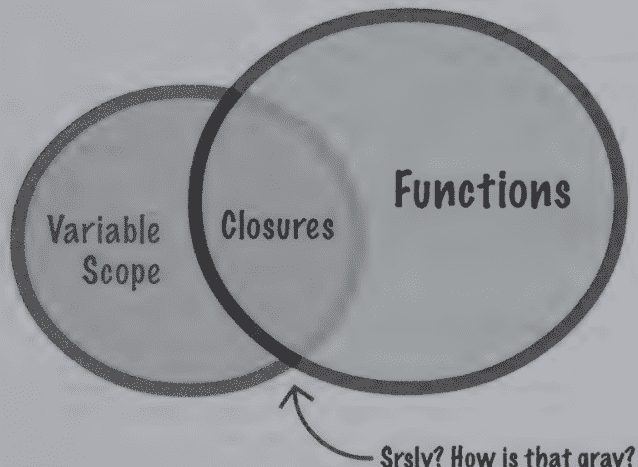 Variable
Scope
Closures
Functions
Srsly? How is that gray?